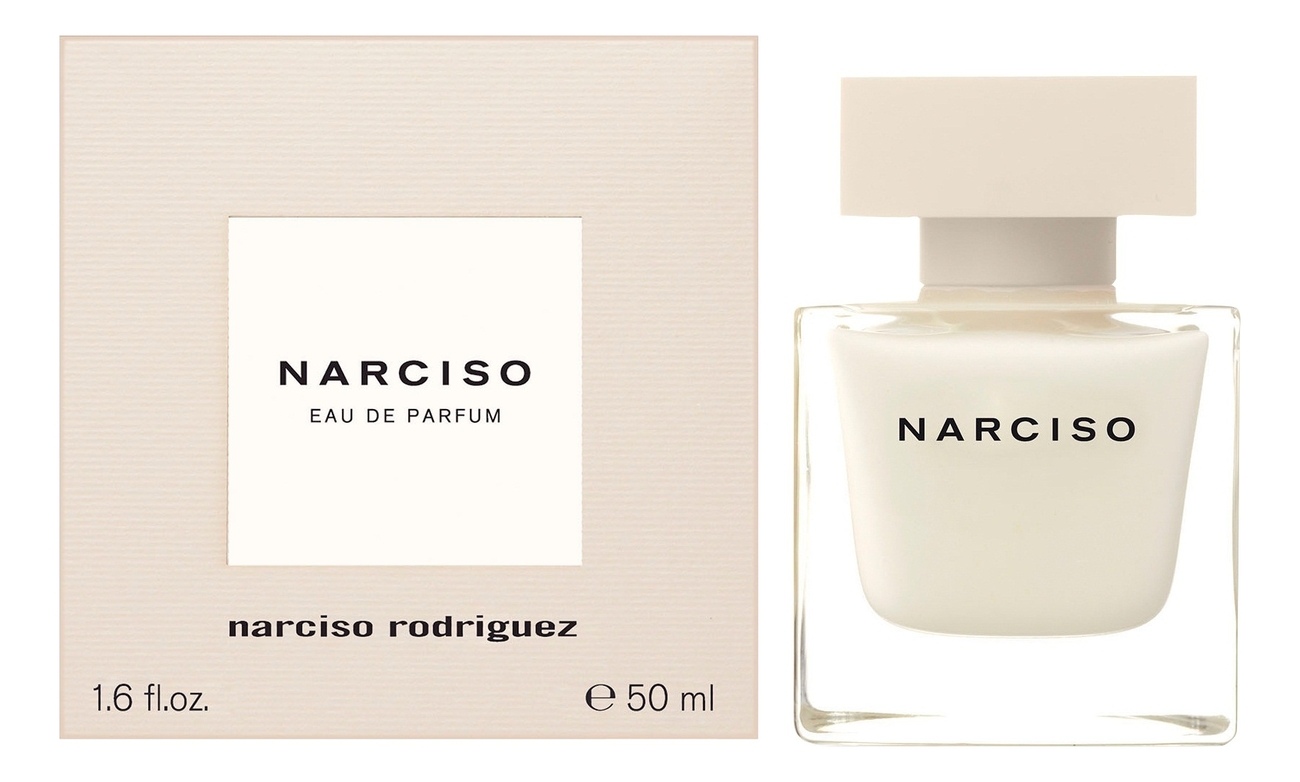 NARCISO
EAU DE PARFUM
narciso rodriguez
1.6 fl.oz.
℮ 50 ml
NARCISO